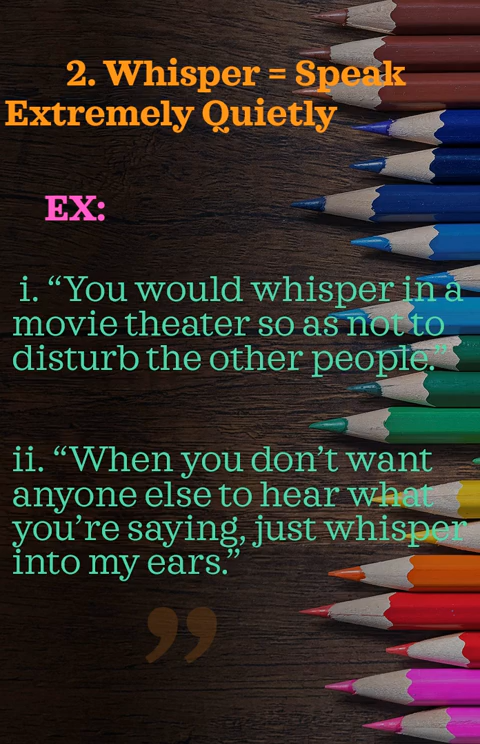 2. Whisper = Speak
Extremely Quietly
EX:
i. “You would whisper in a
movie theater so as not to
disturb the other people.”
ii. “When you don’t want
anyone else to hear what
you’re saying, just whisper
into my ears.”
”